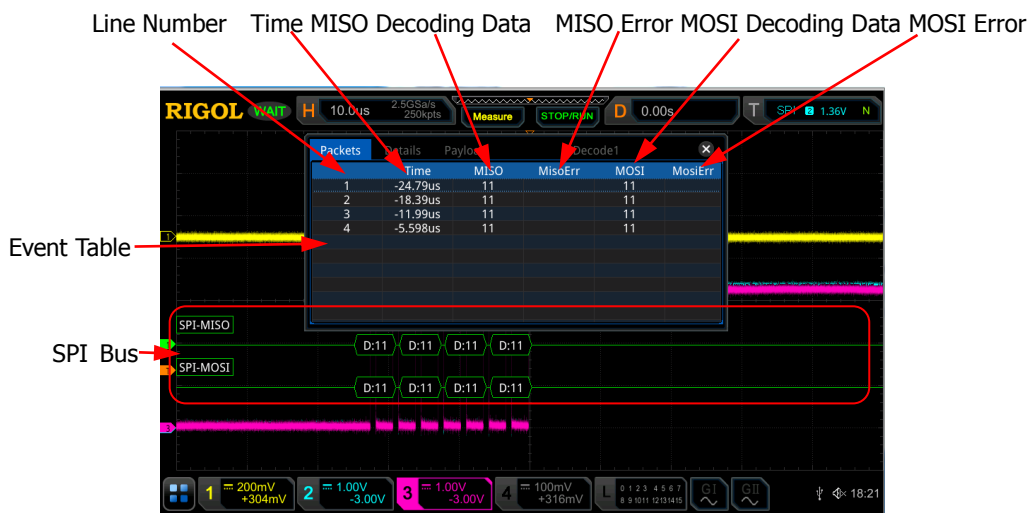 Line Number Time MISO Decoding Data MISO Error MOSI Decoding Data MOSI Error
RIGOL WAIT H 10.0us 2.5GSa/s 250kpts Measure STOP/RUN D 0.00s T SPI 2 1.36V N
Packets Details Decode1
Time MISO MisoErr MOSI MosiErr
1 -24.79us 11 11
2 -18.39us 11 11
3 -11.99us 11 11
4 -5.598us 11 11
1
Event Table
SPI-MISO
D:11 D:11 D:11 D:11
SPI Bus
SPI-MOSI
D:11 D:11 D:11 D:11
1 200mV +304mV 2 1.00V -3.00V 3 1.00V -3.00V 4 100mV +316mV L 0 1 2 3 4 5 6 7 GI GII
8 9 10 11 12 13 14 15
18:21